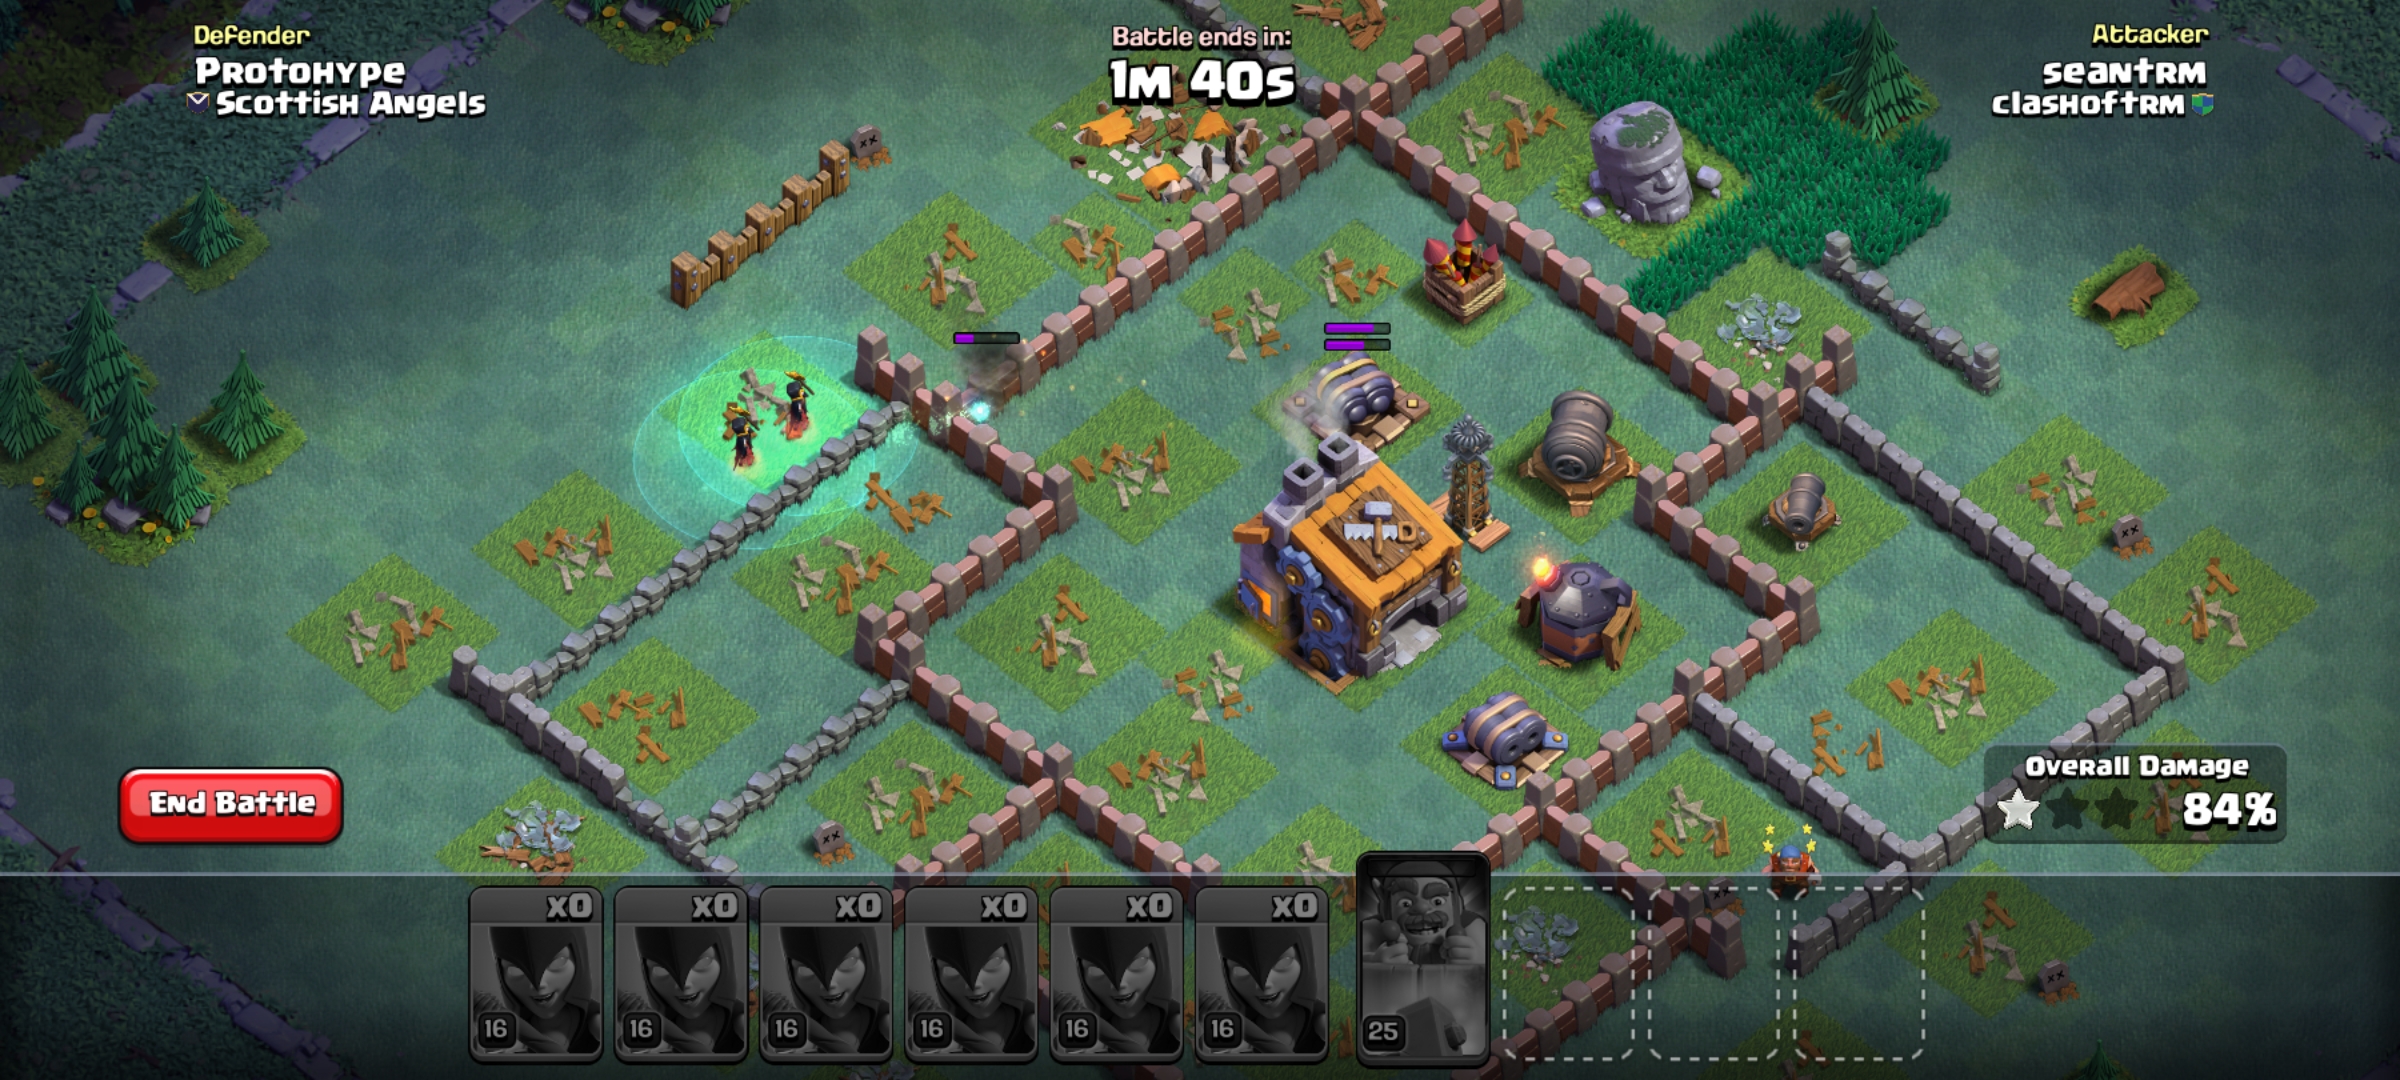 Defender
Protohype
Scottish Angels
Battle ends in:
1M 40s
Attacker
seantRM
clashoftRM
End Battle
Overall Damage
84%
x0
x0
x0
x0
x0
x0
16
16
16
16
16
16
25